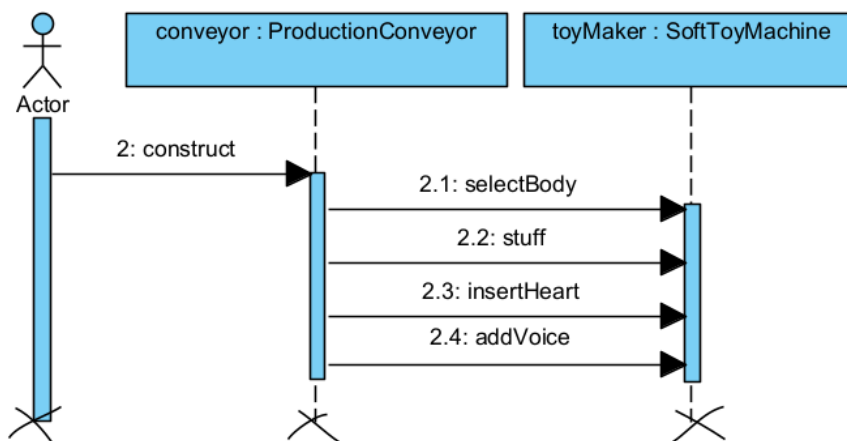 conveyor : ProductionConveyor
toyMaker : SoftToyMachine
Actor
2: construct
2.1: selectBody
2.2: stuff
2.3: insertHeart
2.4: addVoice